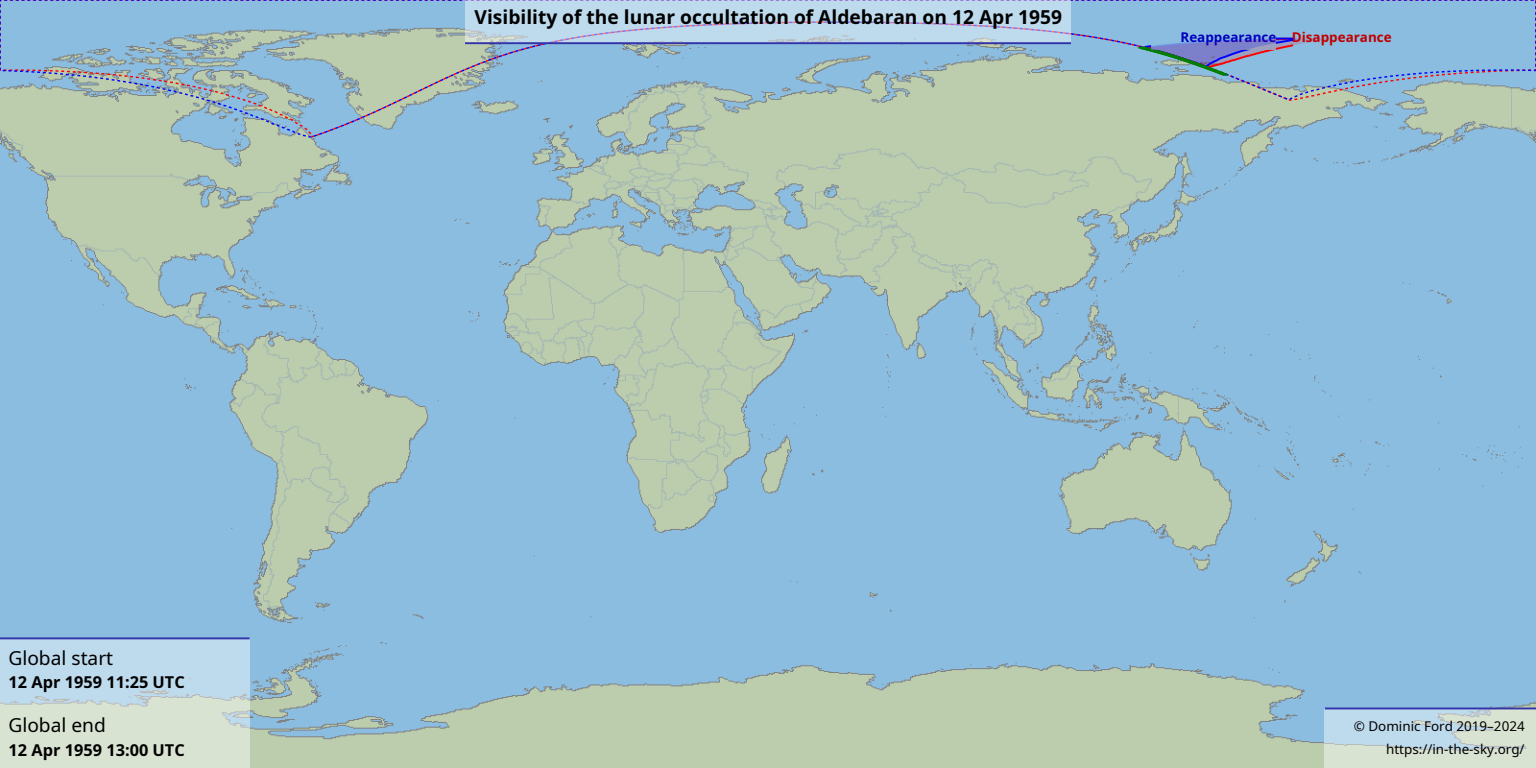 Visibility of the lunar occultation of Aldebaran on 12 Apr 1959
Reappearance
Disappearance
Global start
12 Apr 1959 11:25 UTC
Global end
12 Apr 1959 13:00 UTC
© Dominic Ford 2019–2024
https://in-the-sky.org/